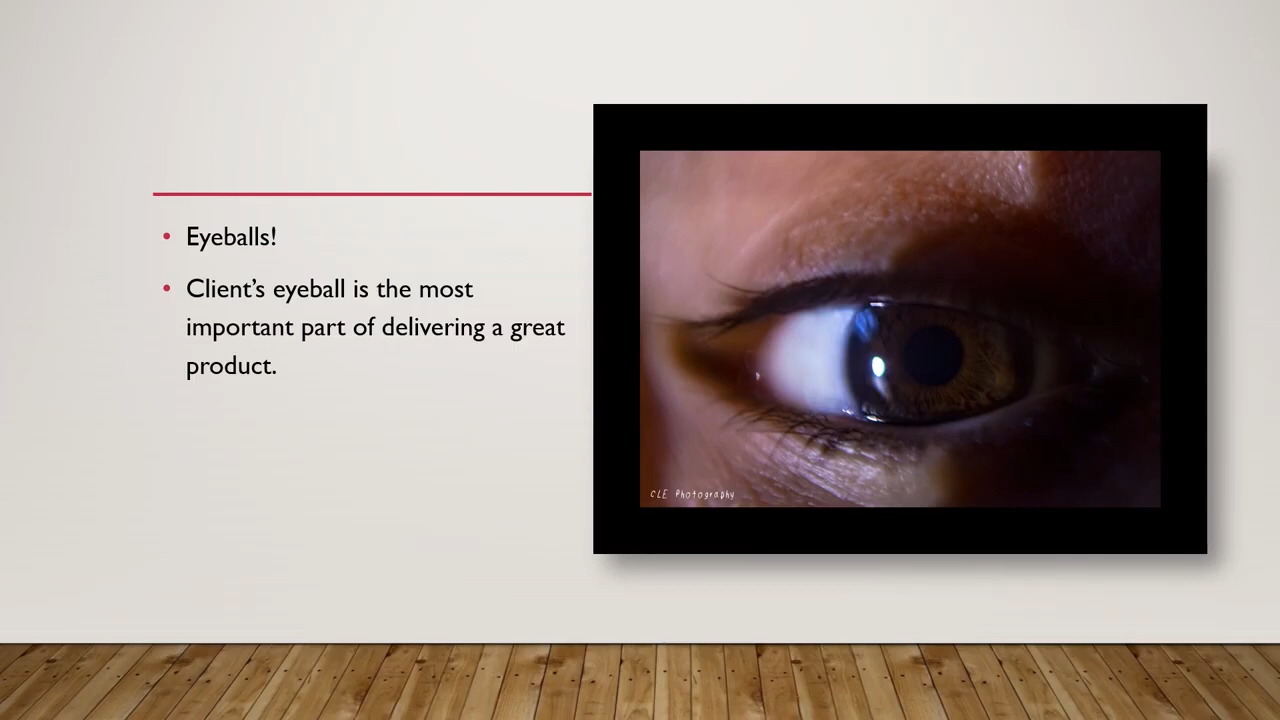 Eyeballs!
Client’s eyeball is the most
important part of delivering a great
product.
CLE Photography